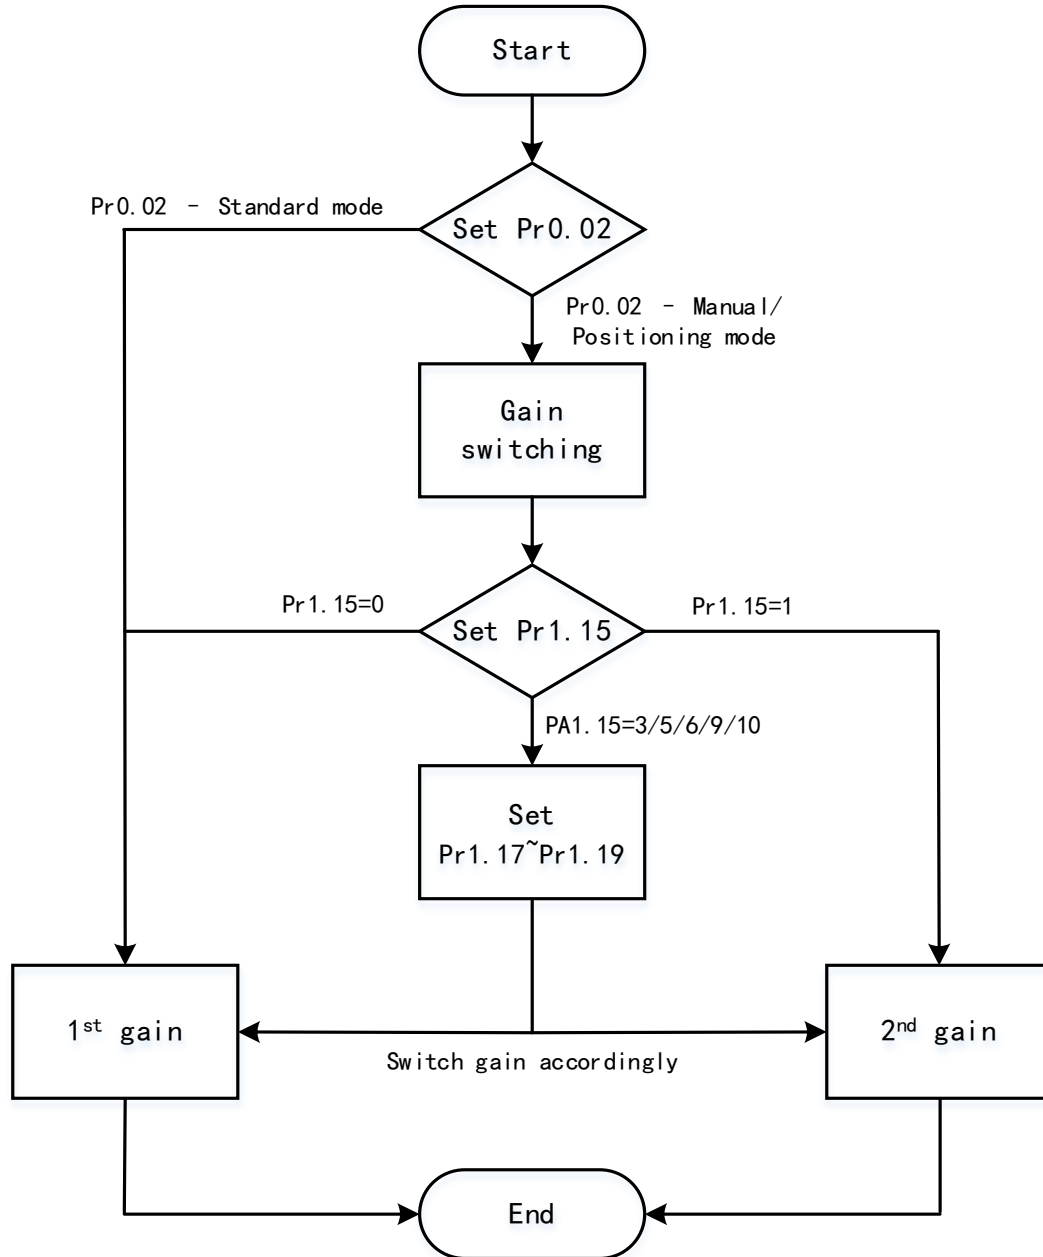 Start
Pr0.02 - Standard mode
Set Pr0.02
Pr0.02 - Manual/
Positioning mode
Gain
switching
Pr1.15=0
Set Pr1.15
Pr1.15=1
PA1.15=3/5/6/9/10
Set
Pr1.17~Pr1.19
1st gain
2nd gain
Switch gain accordingly
End